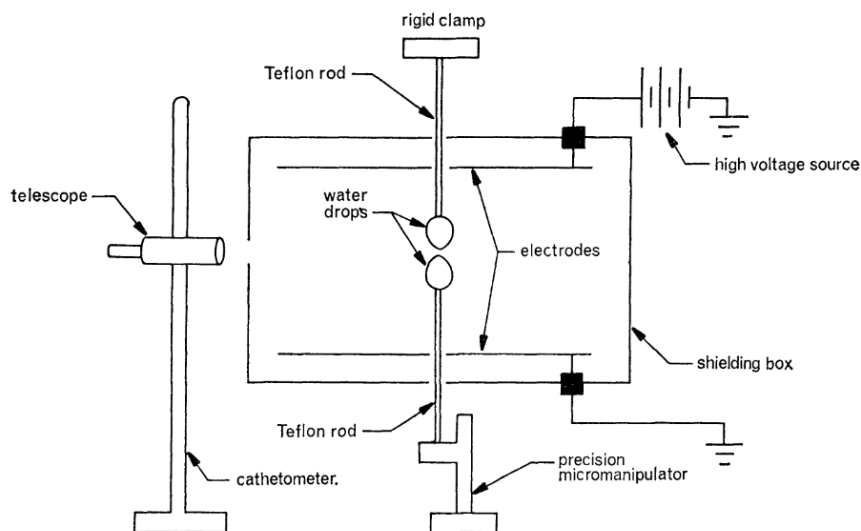 rigid clamp
Teflon rod
high voltage source
telescope
water
drops
electrodes
shielding box
Teflon rod
cathetometer.
precision
micromanipulator